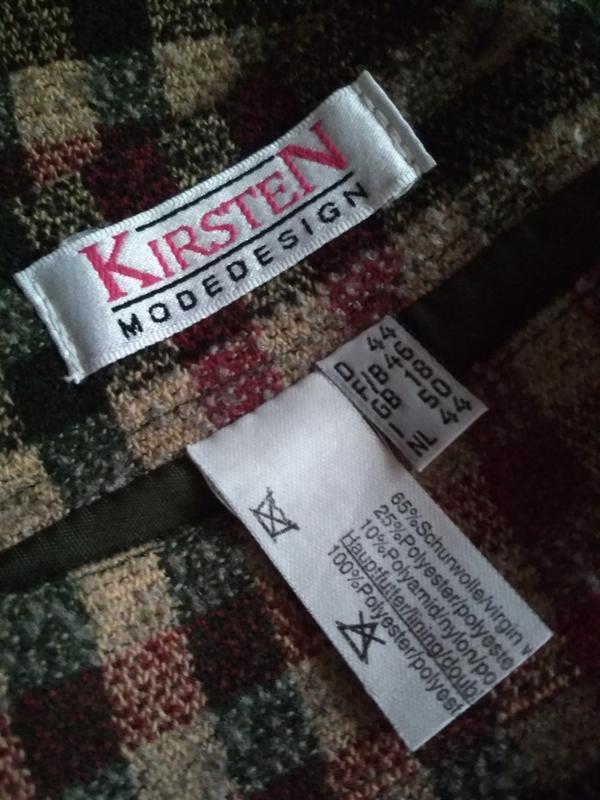 KIRSTEN
MODEDESIGN
D 44
F/B 46
GB 18
I 50
NL 44
65%Schurwolle/virgin
25%Polyester/polyeste
10%Polyamid/nylon/po
Hauptfutter/lining/doubl
100%Polyester/polyest